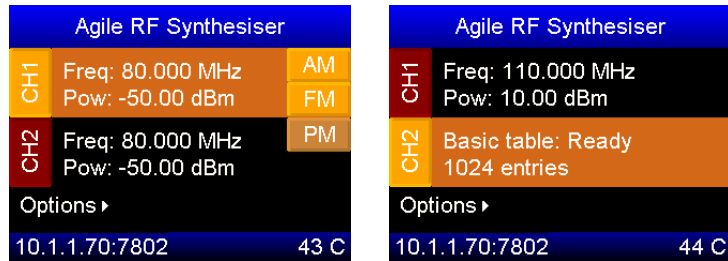 Agile RF Synthesiser
CH1
Freq: 80.000 MHz
Pow: -50.00 dBm
AM
FM
PM
CH2
Freq: 80.000 MHz
Pow: -50.00 dBm
Options
10.1.1.70:7802 43 C
Agile RF Synthesiser
CH1
Freq: 110.000 MHz
Pow: 10.00 dBm
CH2
Basic table: Ready
1024 entries
Options
10.1.1.70:7802 44 C